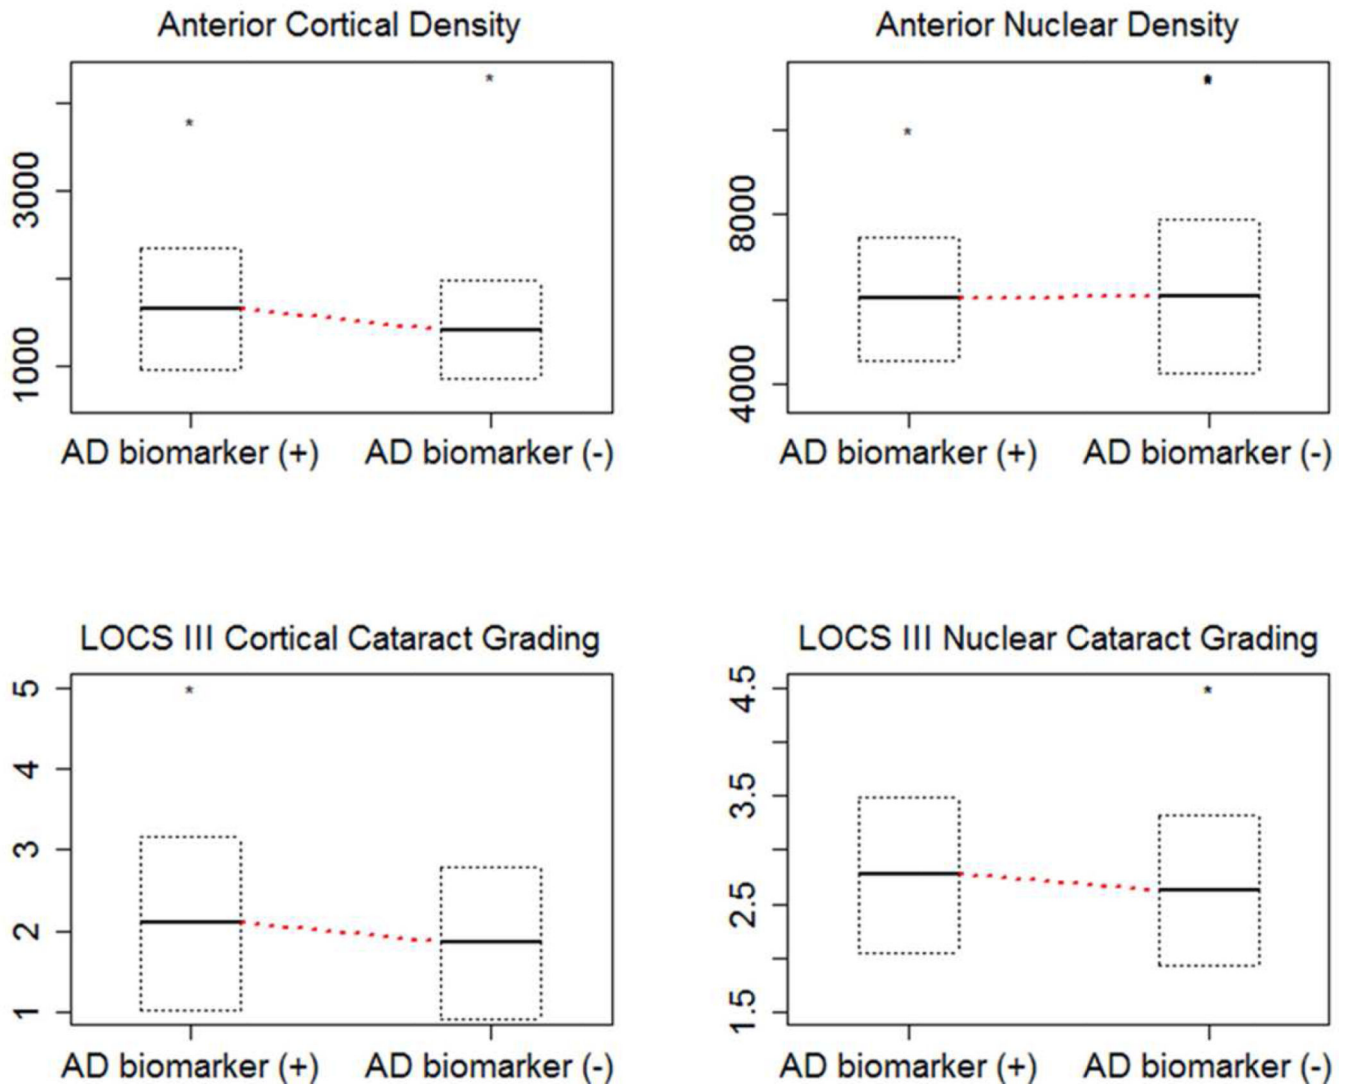 Anterior Cortical Density
3000
1000
AD biomarker (+) AD biomarker (-)
Anterior Nuclear Density
8000
4000
AD biomarker (+) AD biomarker (-)
LOCS III Cortical Cataract Grading
5
4
3
2
1
AD biomarker (+) AD biomarker (-)
LOCS III Nuclear Cataract Grading
4.5
3.5
2.5
1.5
AD biomarker (+) AD biomarker (-)